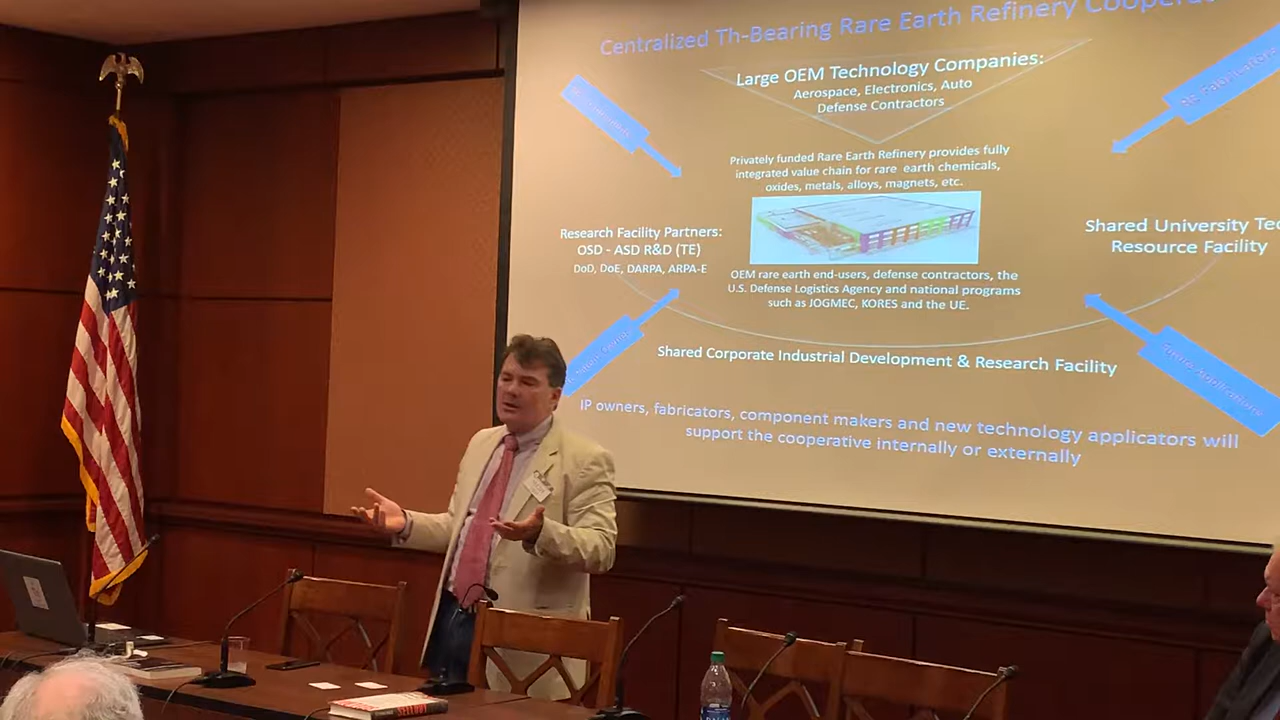 Centralized Th-Bearing Rare Earth Refinery
Large OEM Technology Companies:
Aerospace, Electronics, Auto
Defense Contractors
Privately funded Rare Earth Refinery provides fully
integrated value chain for rare earth chemicals,
oxides, metals, alloys, magnets, etc.
Research Facility Partners:
OSD - ASD R&D (TE)
DoD, DoE, DARPA, ARPA-E
Shared University
Resource Facility
OEM rare earth end-users, defense contractors, the
U.S. Defense Logistics Agency and national programs
such as JOGMEC, KORES and the UE.
Shared Corporate Industrial Development & Research Facility
IP owners, fabricators, component makers and new technology applicators will
support the cooperative internally or externally